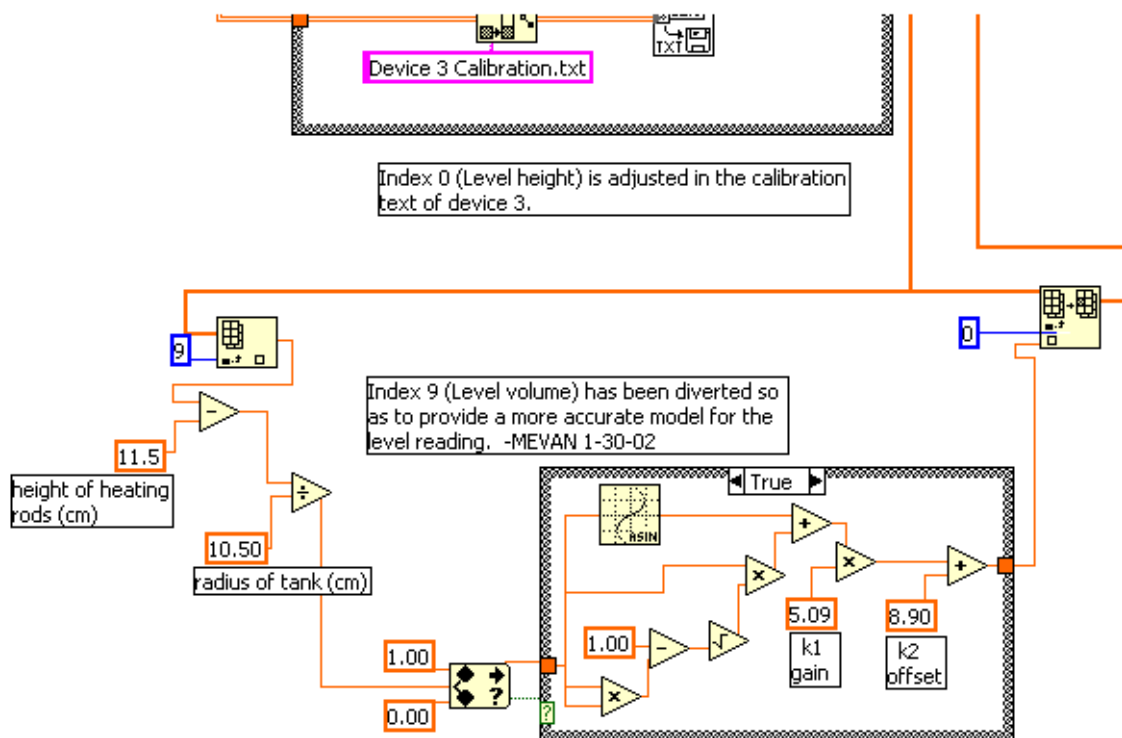 TXT
Device 3 Calibration.txt
Index 0 (Level height) is adjusted in the calibration
text of device 3.
9
0
Index 9 (Level volume) has been diverted so
as to provide a more accurate model for the
level reading. -MEVAN 1-30-02
11.5
height of heating
rods (cm)
10.50
radius of tank (cm)
True
ASIN
1.00
5.09
8.90
k1
gain
k2
offset
1.00
0.00
?
?